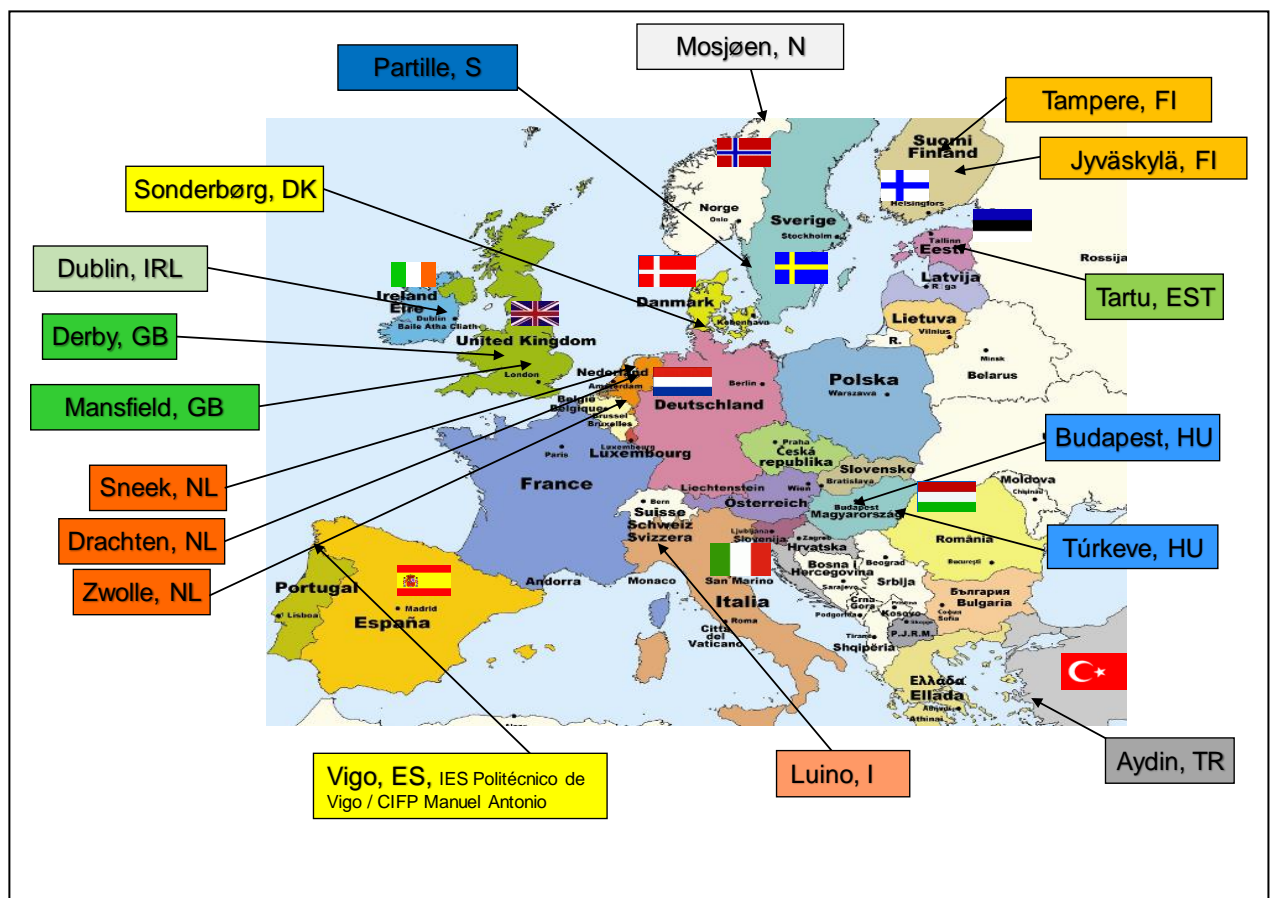 Mosjøen, N
Partille, S
Tampere, FI
Jyväskylä, FI
Sonderbørg, DK
Dublin, IRL
Derby, GB
Mansfield, GB
Tartu, EST
Sneek, NL
Drachten, NL
Zwolle, NL
Budapest, HU
Túrkeve, HU
Vigo, ES, IES Politécnico de
Vigo / CIFP Manuel Antonio
Luino, I
Aydin, TR
Suomi
Finland
Helsingfors
Norge
Oslo
Sverige
Stockholm
Tallinn
Eesti
Latvija
Rossija
Lietuva
Vilnius
R.
Minsk
Belarus
Danmark
København
Ireland
Éire
Dublin
Baile Atha Cliath
United Kingdom
London
Nederland
Amsterdam
België
Belgique
Brussel
Bruxelles
Luxembourg
Luxembourg
Berlin
Deutschland
Polska
Warszawa
Praha
Česká
republika
Slovensko
Bratislava
Wien
Österreich
Liechtenstein
Paris
France
Bern
Suisse
Schweiz
Svizzera
Budapest
Magyarország
Moldova
Chişinău
România
Bucureşti
Ljubljana
Slovenija
Zagreb
Hrvatska
Bosna i
Hercegovina
Sarajevo
Beograd
Srbija
Crna
Gora
Podgorica
Kosovo
България
Bulgaria
София
Sofia
P.J.R.M.
Tirane
Shqipëria
San Marino
Italia
Roma
Città
del
Vaticano
Monaco
Andorra
Portugal
Lisboa
Madrid
España
Ελλάδα
Ellada
Athinai